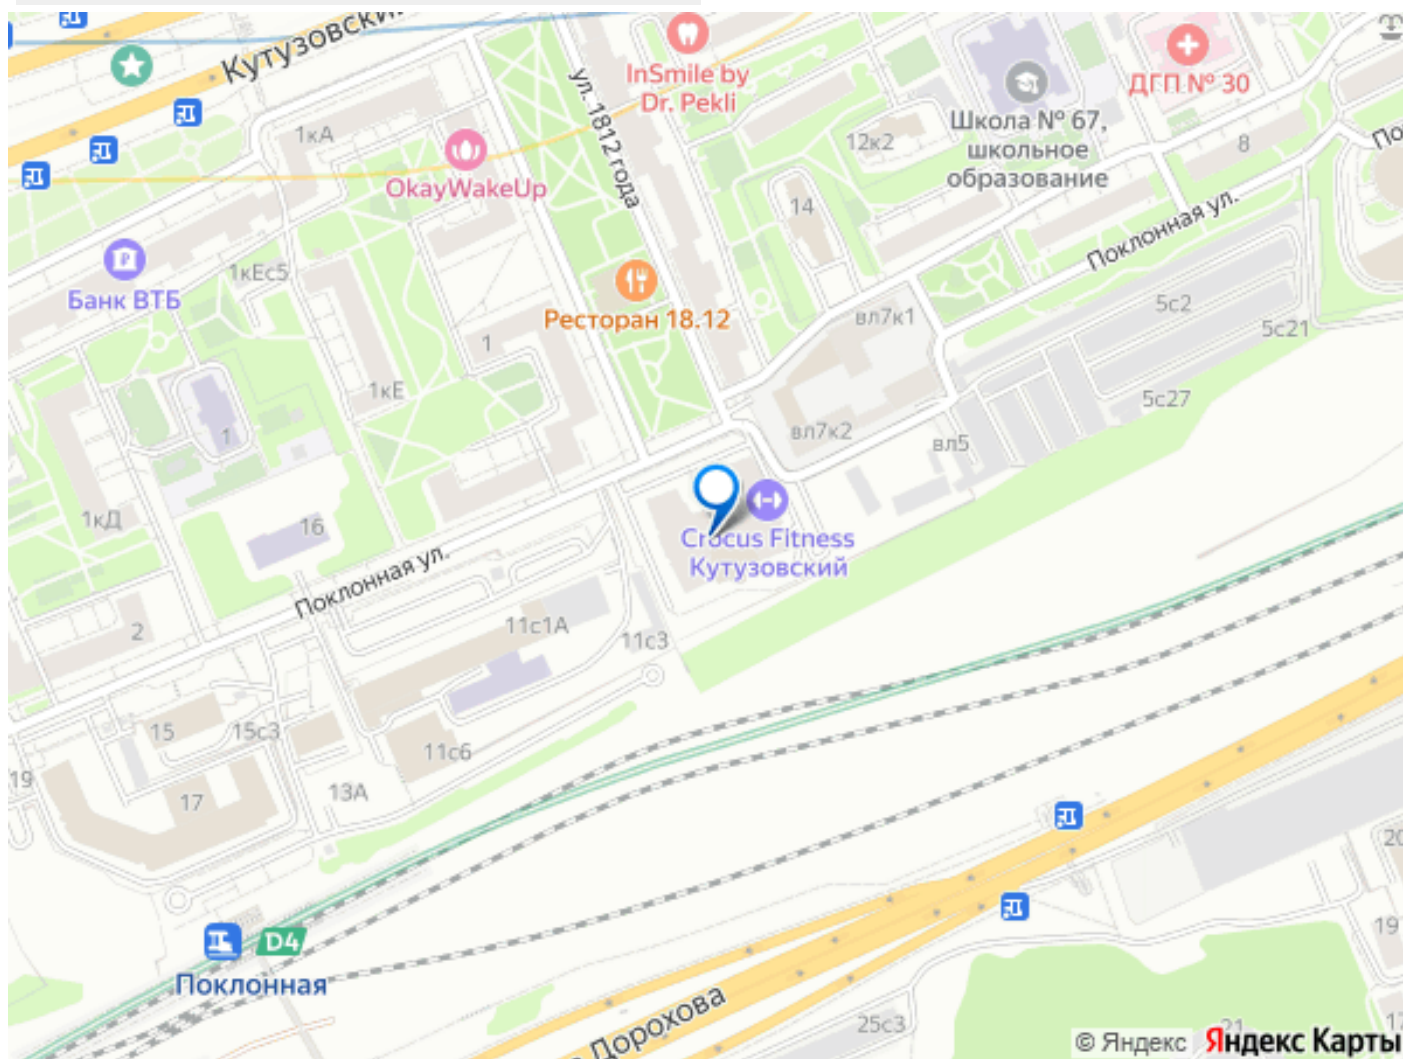 Кутузовский
InSmile by
Dr. Pekli
ДГП № 30
Школа № 67,
школьное
образование
ул. 1812 года
1кА
OkayWakeUp
12к2
8
По
14
Поклонная ул.
1кЕс5
Банк ВТБ
Ресторан 18.12
вл7к1
5с2
5с21
1
1кЕ
5с27
1
вл7к2
вл5
1кД
16
Crocus Fitness
Кутузовский
Поклонная ул.
2
11с1А
11с3
15
15с3
11с6
19
17
13А
20
D4
Поклонная
19
Дорохова
25с3
21
17
© Яндекс
Яндекс Карты